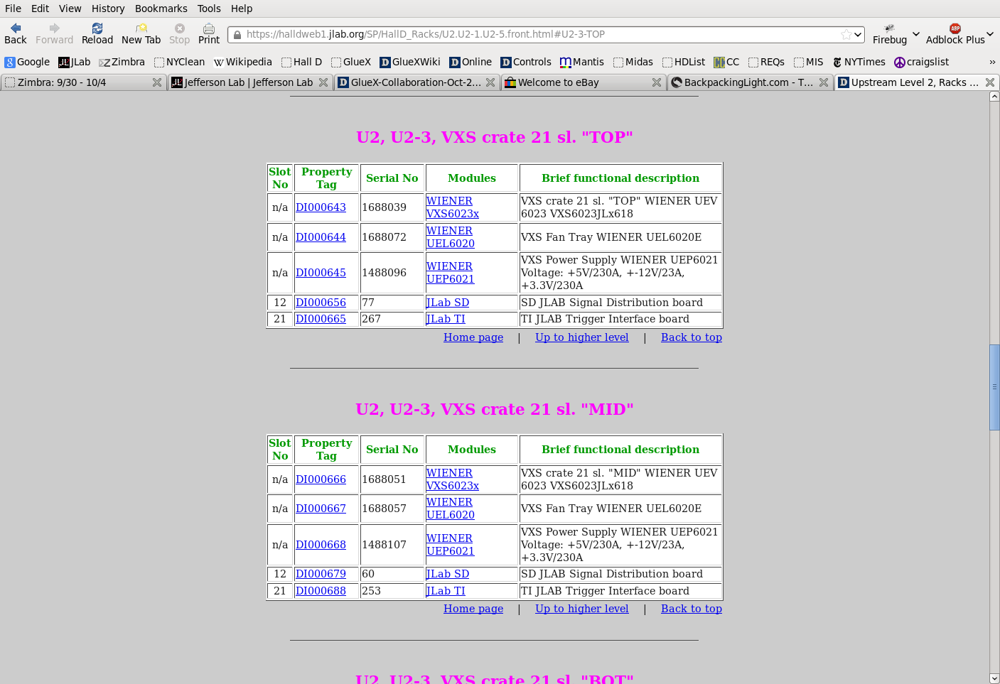 File Edit View History Bookmarks Tools Help
Back Forward Reload New Tab Stop Print https://halldweb1.jlab.org/SP/HallD_Racks/U2.U2-1.U2-5.front.html#U2-3-TOP Firebug ABP Adblock Plus
Google JLab Zimbra NYClean W Wikipedia Hall D GlueX D GlueXWiki D Online D Controls Mantis Midas HDList CC REQs MIS NYTimes craigslist »
Zimbra: 9/30 - 10/4 Jefferson Lab | Jefferson Lab D GlueX-Collaboration-Oct-2... Welcome to eBay BackpackingLight.com - T... D Upstream Level 2, Racks ...
U2, U2-3, VXS crate 21 sl. "TOP"
Slot No Property Tag Serial No Modules Brief functional description
n/a DI000643 1688039 WIENER VXS6023x VXS crate 21 sl. "TOP" WIENER UEV 6023 VXS6023JLx618
n/a DI000644 1688072 WIENER UEL6020 VXS Fan Tray WIENER UEL6020E
n/a DI000645 1488096 WIENER UEP6021 VXS Power Supply WIENER UEP6021 Voltage: +5V/230A, +-12V/23A, +3.3V/230A
12 DI000656 77 JLab SD SD JLAB Signal Distribution board
21 DI000665 267 JLab TI TI JLAB Trigger Interface board
Home page | Up to higher level | Back to top
U2, U2-3, VXS crate 21 sl. "MID"
Slot No Property Tag Serial No Modules Brief functional description
n/a DI000666 1688051 WIENER VXS6023x VXS crate 21 sl. "MID" WIENER UEV 6023 VXS6023JLx618
n/a DI000667 1688057 WIENER UEL6020 VXS Fan Tray WIENER UEL6020E
n/a DI000668 1488107 WIENER UEP6021 VXS Power Supply WIENER UEP6021 Voltage: +5V/230A, +-12V/23A, +3.3V/230A
12 DI000679 60 JLab SD SD JLAB Signal Distribution board
21 DI000688 253 JLab TI TI JLAB Trigger Interface board
Home page | Up to higher level | Back to top
U2, U2-3, VXS crate 21 sl. "BOT"